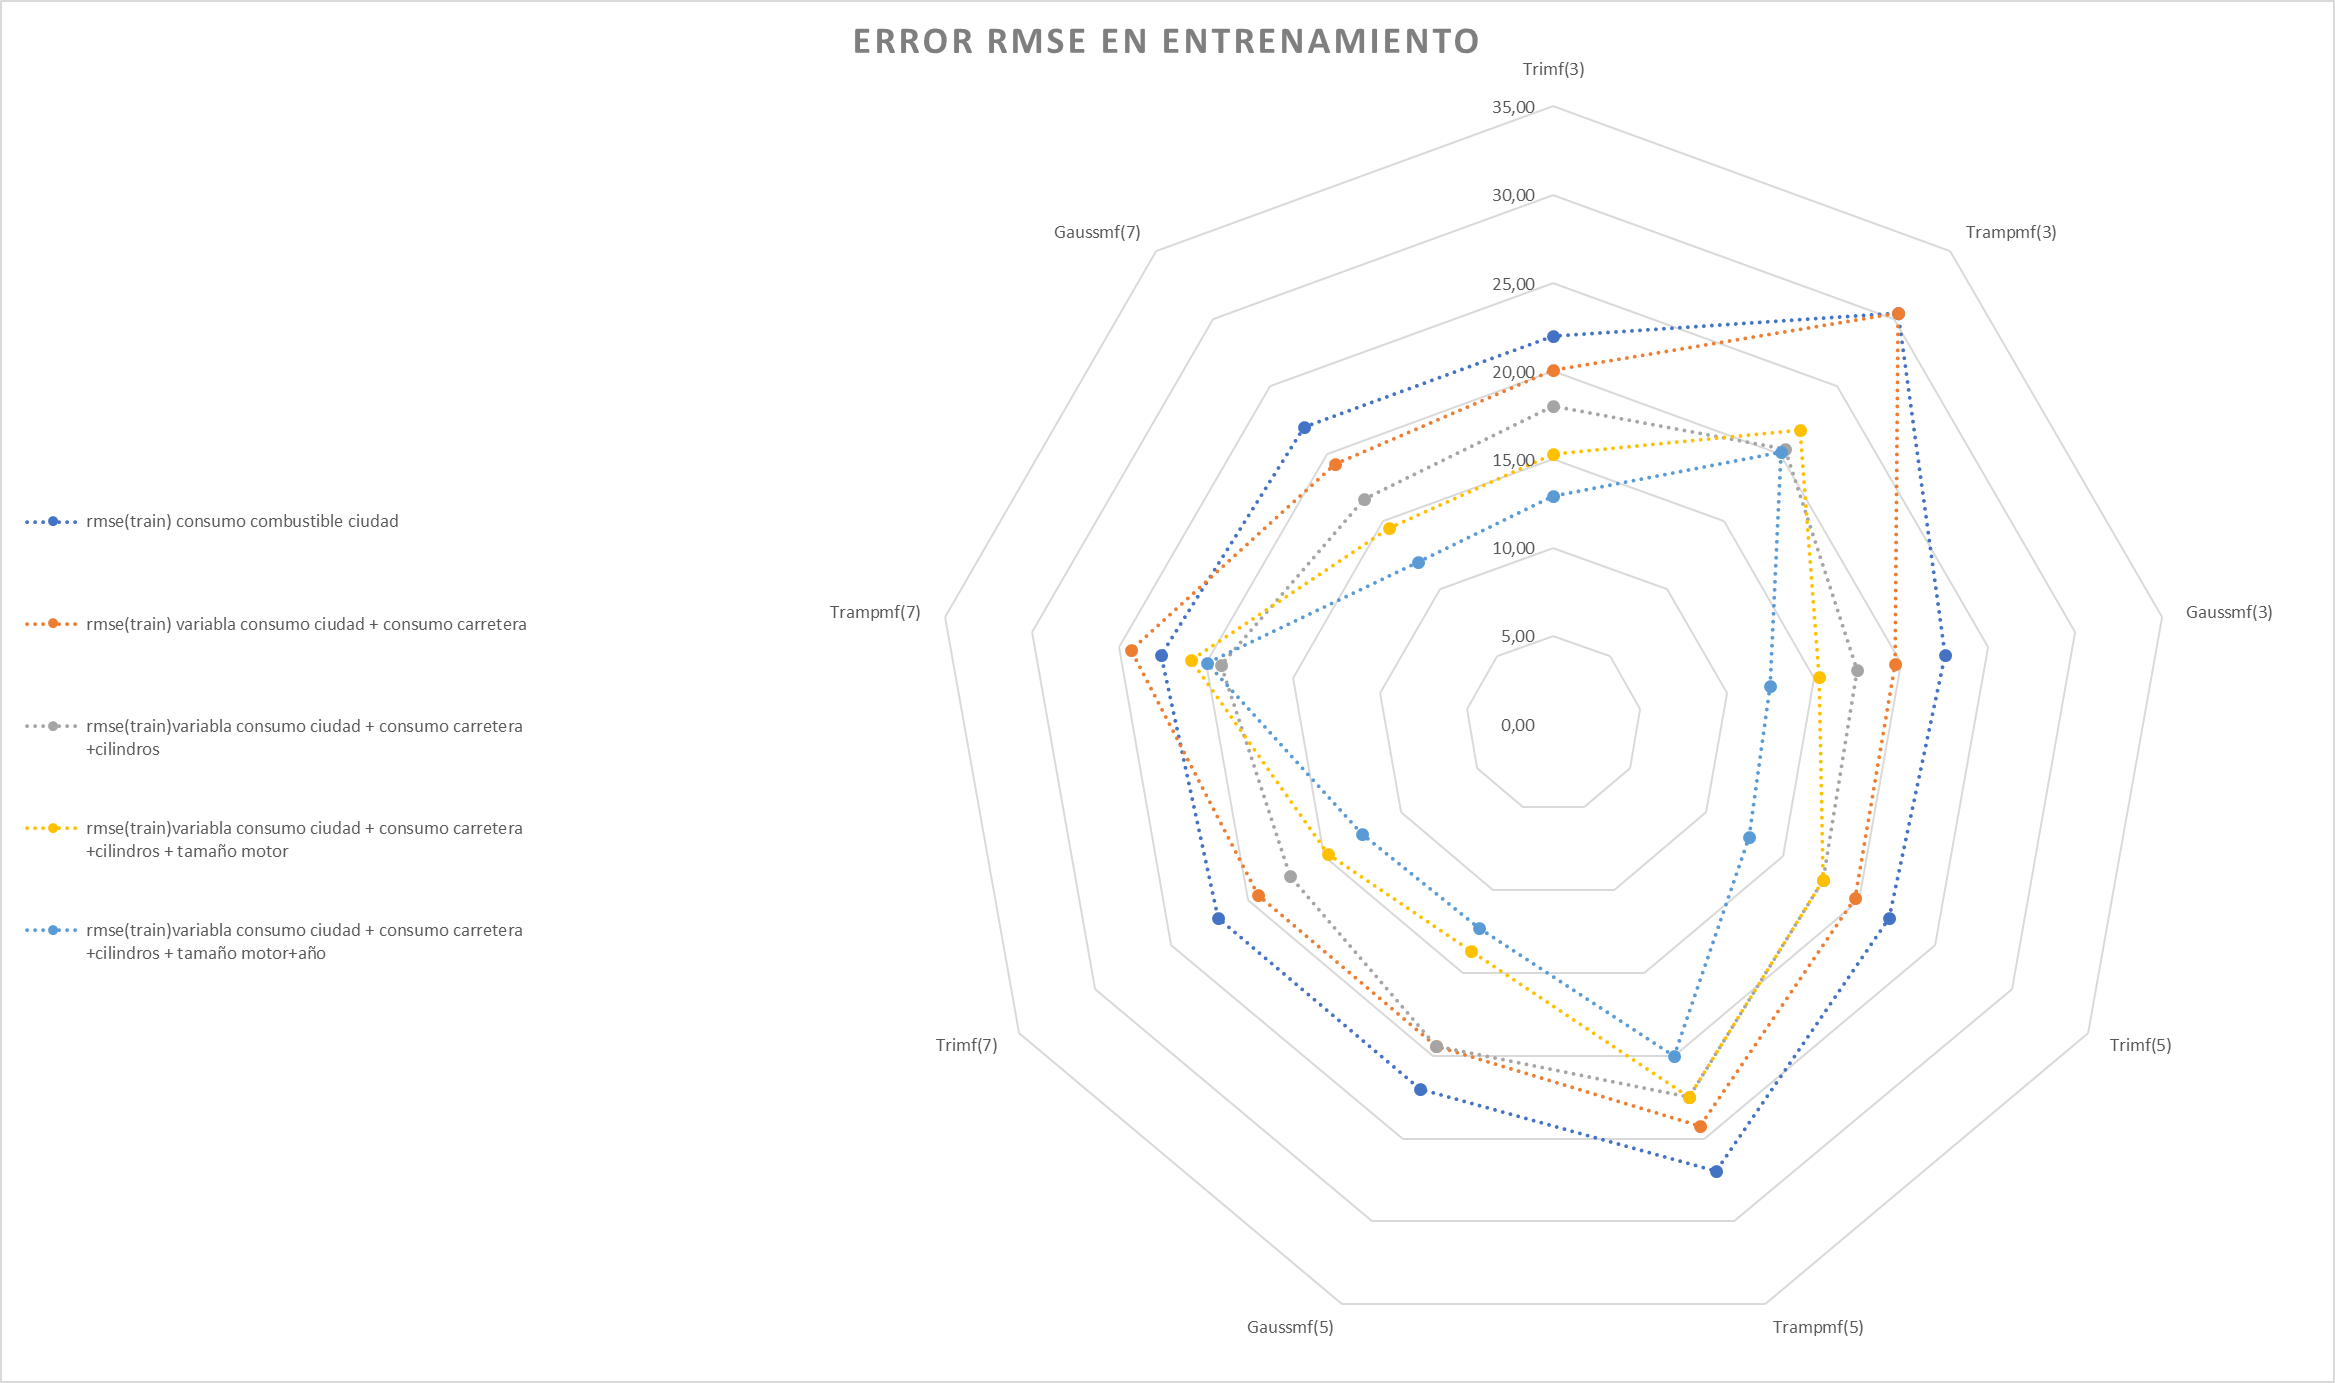 ERROR RMSE EN ENTRENAMIENTO
Trimf(3)
Trampmf(3)
Gaussmf(3)
Trimf(5)
Trampmf(5)
Gaussmf(5)
Trimf(7)
Trampmf(7)
Gaussmf(7)
35,00
30,00
25,00
20,00
15,00
10,00
5,00
0,00
rmse(train) consumo combustible ciudad
rmse(train) variabla consumo ciudad + consumo carretera
rmse(train)variabla consumo ciudad + consumo carretera
+cilindros
rmse(train)variabla consumo ciudad + consumo carretera
+cilindros + tamaño motor
rmse(train)variabla consumo ciudad + consumo carretera
+cilindros + tamaño motor+año